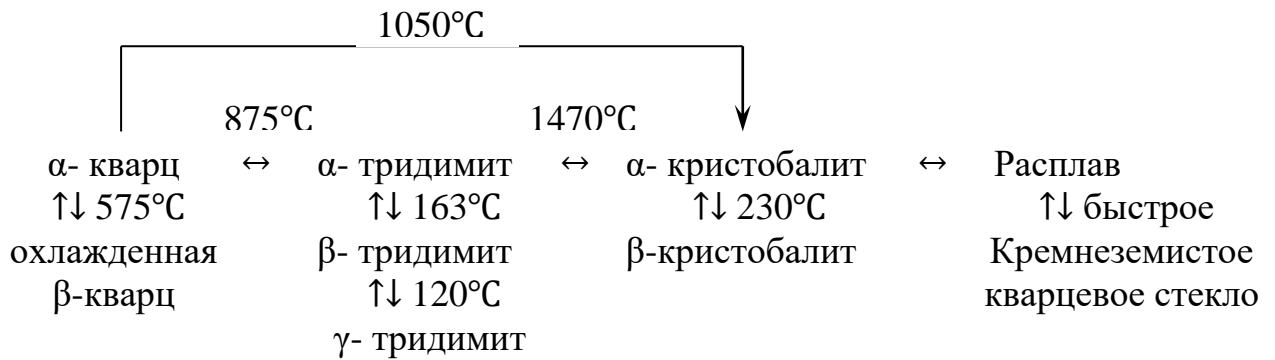 1050℃
875℃ 1470℃
α- кварц ↔ α- тридимит ↔ α- кристобалит ↔ Расплав
↑↓ 575℃ ↑↓ 163℃ ↑↓ 230℃ ↑↓ быстрое
охлажденная β- тридимит β-кристобалит Кремнеземистое
β-кварц ↑↓ 120℃ кварцевое стекло
γ- тридимит